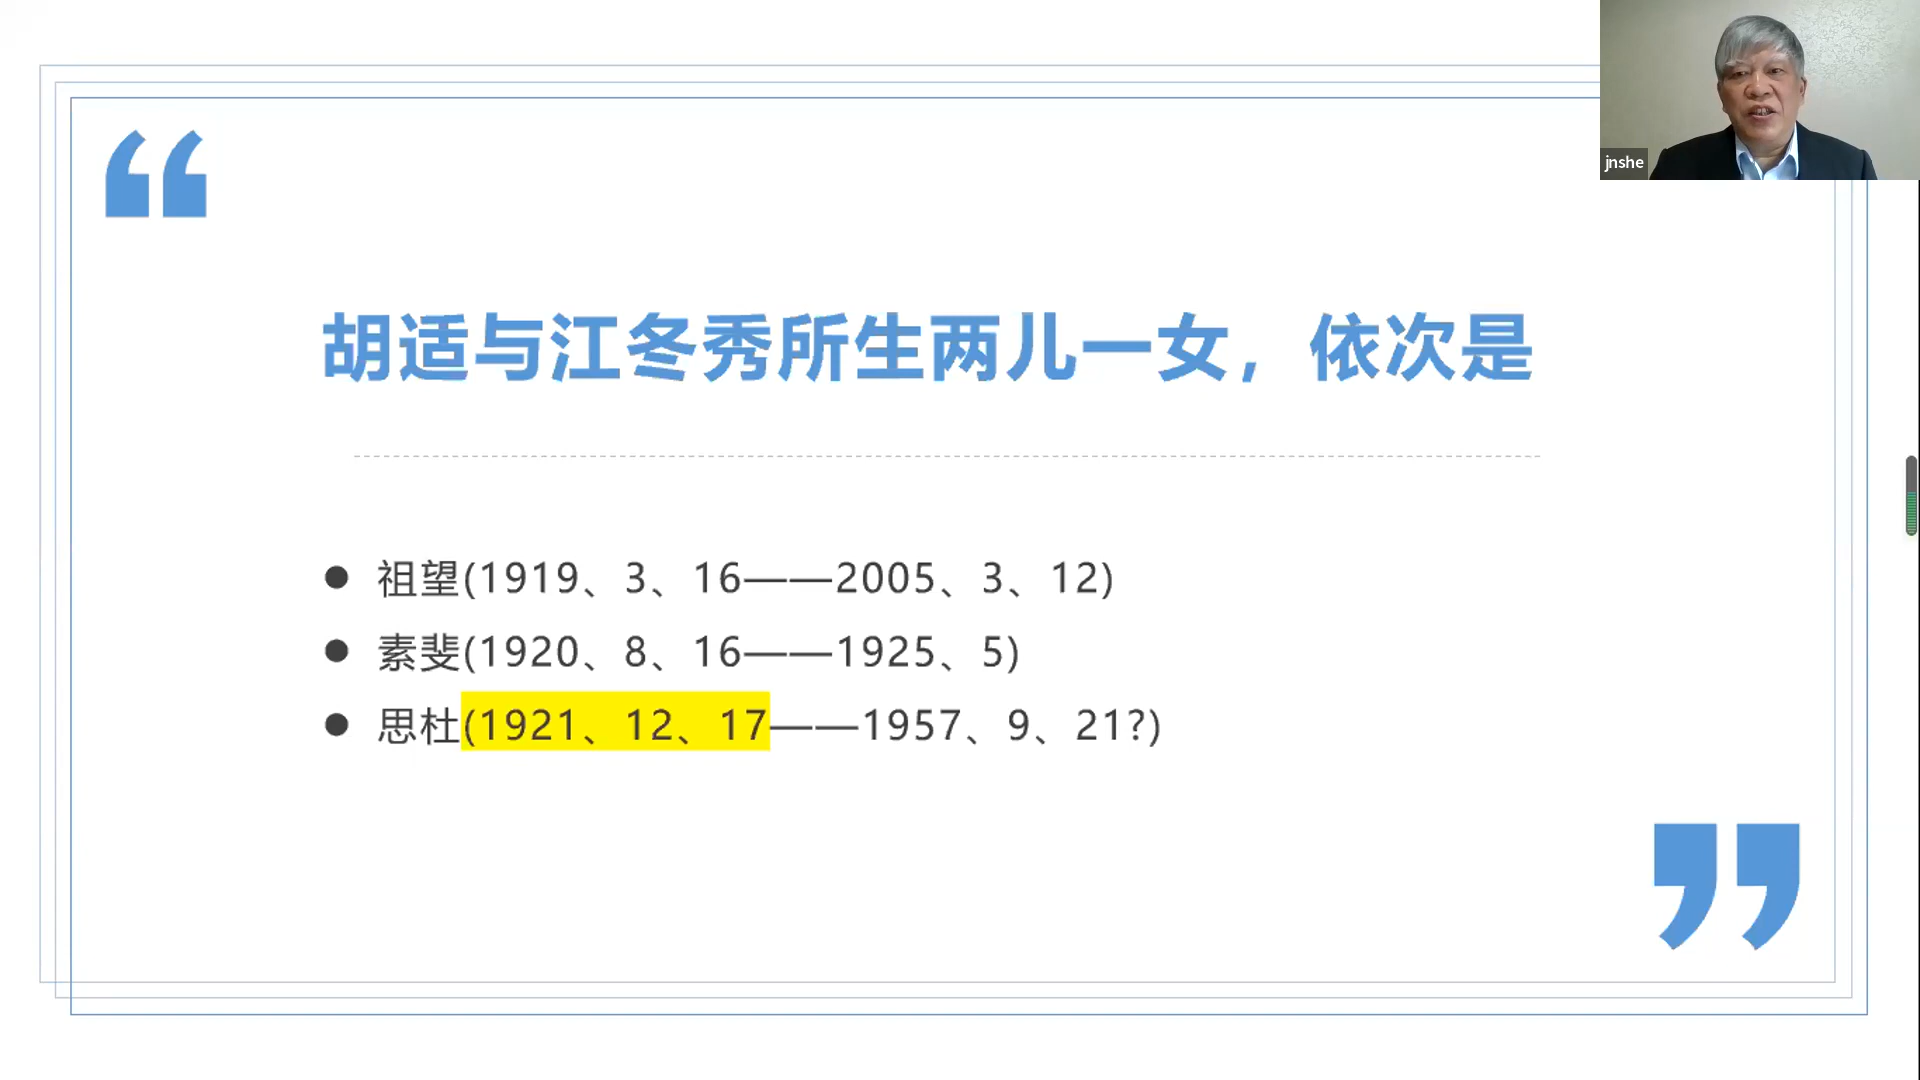 jnshe
胡适与江冬秀所生两儿一女，依次是
祖望(1919、3、16——2005、3、12)
素斐(1920、8、16——1925、5)
思杜(1921、12、17——1957、9、21?)